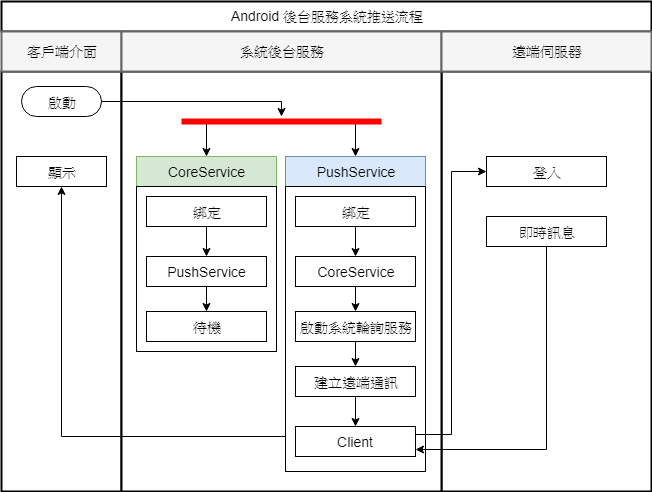 Android 後台服務系統推送流程
客戶端介面
系統後台服務
遠端伺服器
啟動
顯示
CoreService
綁定
PushService
待機
PushService
綁定
CoreService
啟動系統輪詢服務
建立遠端通訊
Client
登入
即時訊息